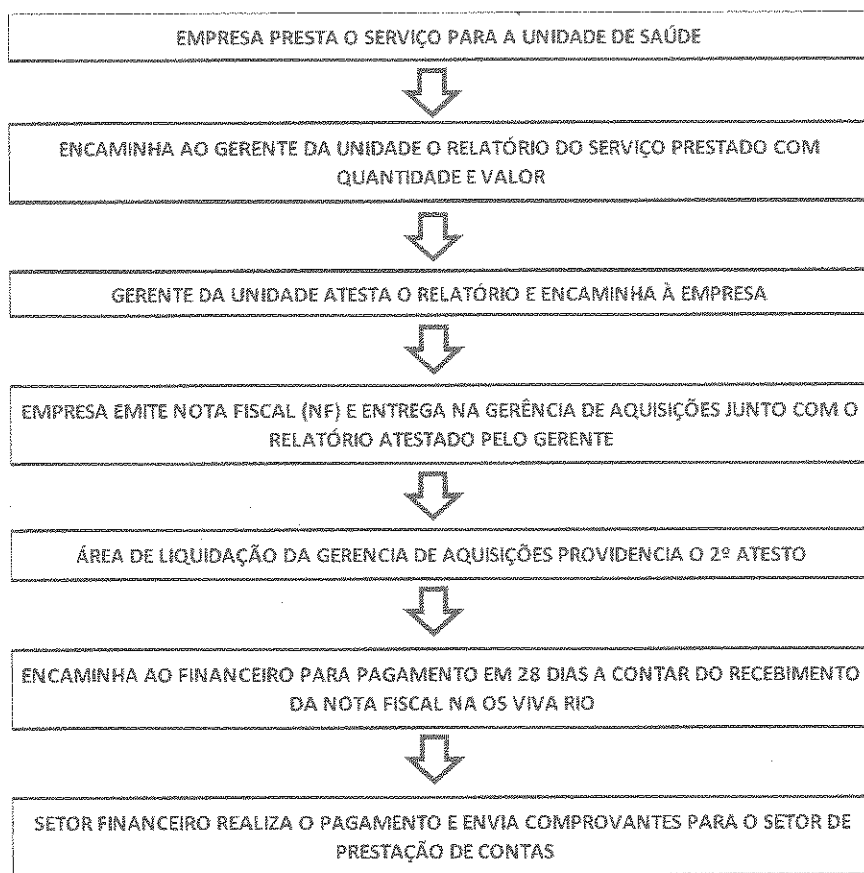 EMPRESA PRESTA O SERVIÇO PARA A UNIDADE DE SAÚDE
ENCAMINHA AO GERENTE DA UNIDADE O RELATÓRIO DO SERVIÇO PRESTADO COM
QUANTIDADE E VALOR
GERENTE DA UNIDADE ATESTA O RELATÓRIO E ENCAMINHA À EMPRESA
EMPRESA EMITE NOTA FISCAL (NF) E ENTREGA NA GERÊNCIA DE AQUISIÇÕES JUNTO COM O
RELATÓRIO ATESTADO PELO GERENTE
ÁREA DE LIQUIDAÇÃO DA GERENCIA DE AQUISIÇÕES PROVIDENCIA O 2º ATESTO
ENCAMINHA AO FINANCEIRO PARA PAGAMENTO EM 28 DIAS A CONTAR DO RECEBIMENTO
DA NOTA FISCAL NA OS VIVA RIO
SETOR FINANCEIRO REALIZA O PAGAMENTO E ENVIA COMPROVANTES PARA O SETOR DE
PRESTAÇÃO DE CONTAS